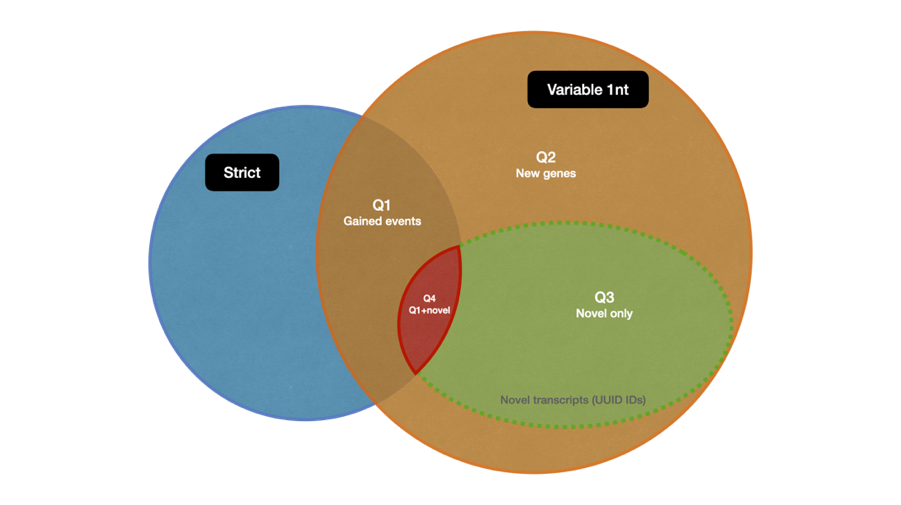 Variable 1nt
Strict
Q2
New genes
Q1
Gained events
Q4
Q1+novel
Q3
Novel only
Novel transcripts (UUID IDs)